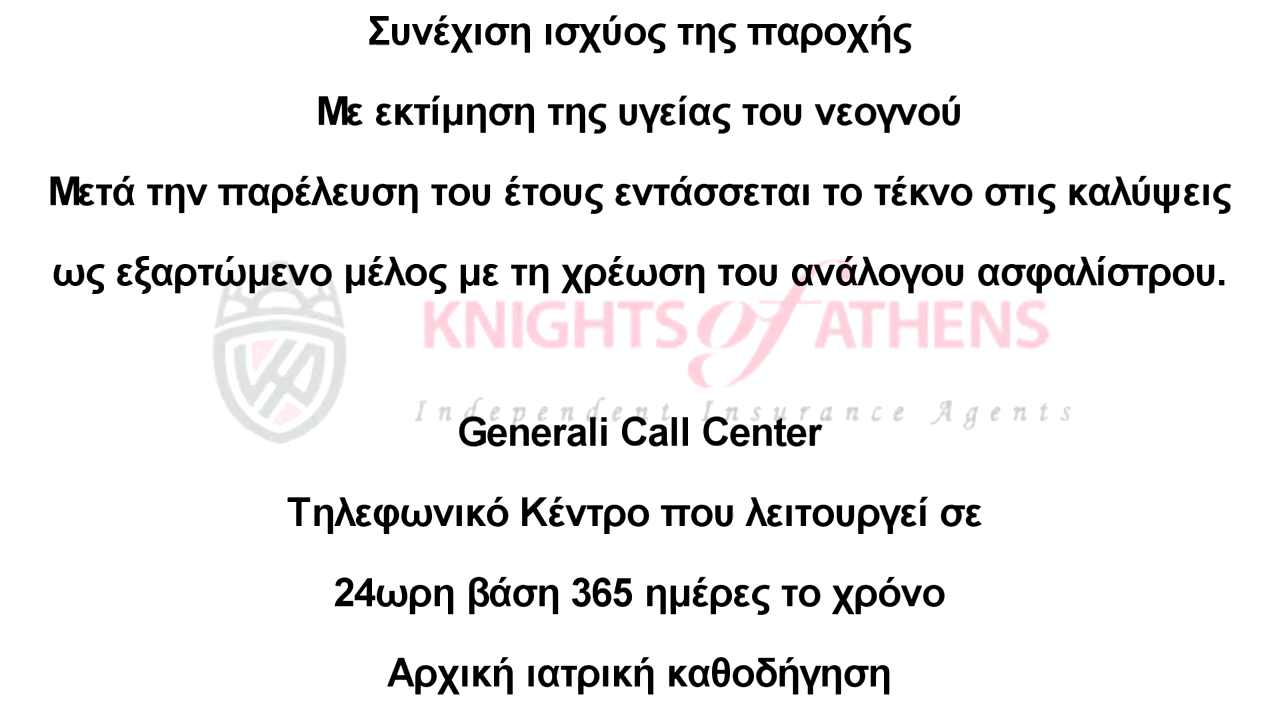 Συνέχιση ισχύος της παροχής
Με εκτίμηση της υγείας του νεογνού
Μετά την παρέλευση του έτους εντάσσεται το τέκνο στις καλύψεις
ως εξαρτώμενο μέλος με τη χρέωση του ανάλογου ασφαλίστρου.
KNIGHTS of ATHENS
Independent Insurance Agents
Generali Call Center
Τηλεφωνικό Κέντρο που λειτουργεί σε
24ωρη βάση 365 ημέρες το χρόνο
Αρχική ιατρική καθοδήγηση